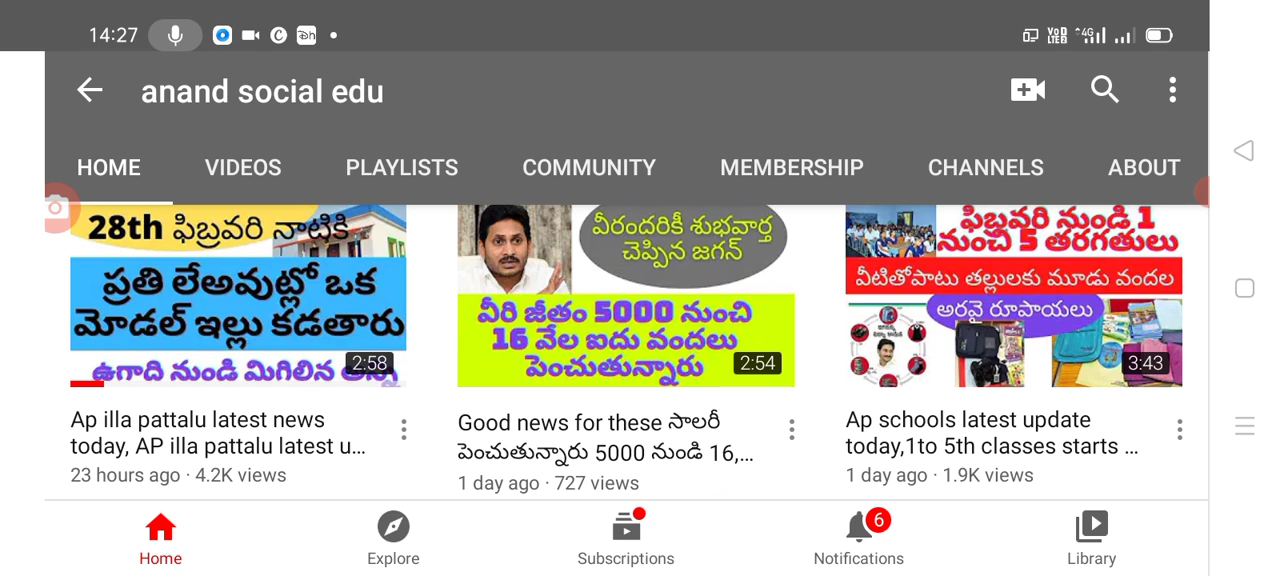 14:27
VoD
LTE2
4G
anand social edu
HOME
VIDEOS
PLAYLISTS
COMMUNITY
MEMBERSHIP
CHANNELS
ABOUT
28th ఫిబ్రవరి నాటికి
ప్రతి లేఅవుట్లో ఒక
మోడల్ ఇల్లు కడతారు
ఉగాది నుండి మిగిలిన
2:58
వీరందరికీ శుభవార్త
చెప్పిన జగన్
వీరి జీతం 5000 నుంచి
16 వేల ఐదు వందలు
పెంచుతున్నారు
2:54
ఫిబ్రవరి నుండి 1
నుంచి 5 తరగతులు
వీటితోపాటు తల్లులకు మూడు వందల
అరవై రూపాయలు
3:43
Ap illa pattalu latest news
today, AP illa pattalu latest u...
23 hours ago · 4.2K views
Good news for these సాలరీ
పెంచుతున్నారు 5000 నుండి 16,...
1 day ago · 727 views
Ap schools latest update
today,1to 5th classes starts ...
1 day ago · 1.9K views
Home
Explore
Subscriptions
6
Notifications
Library